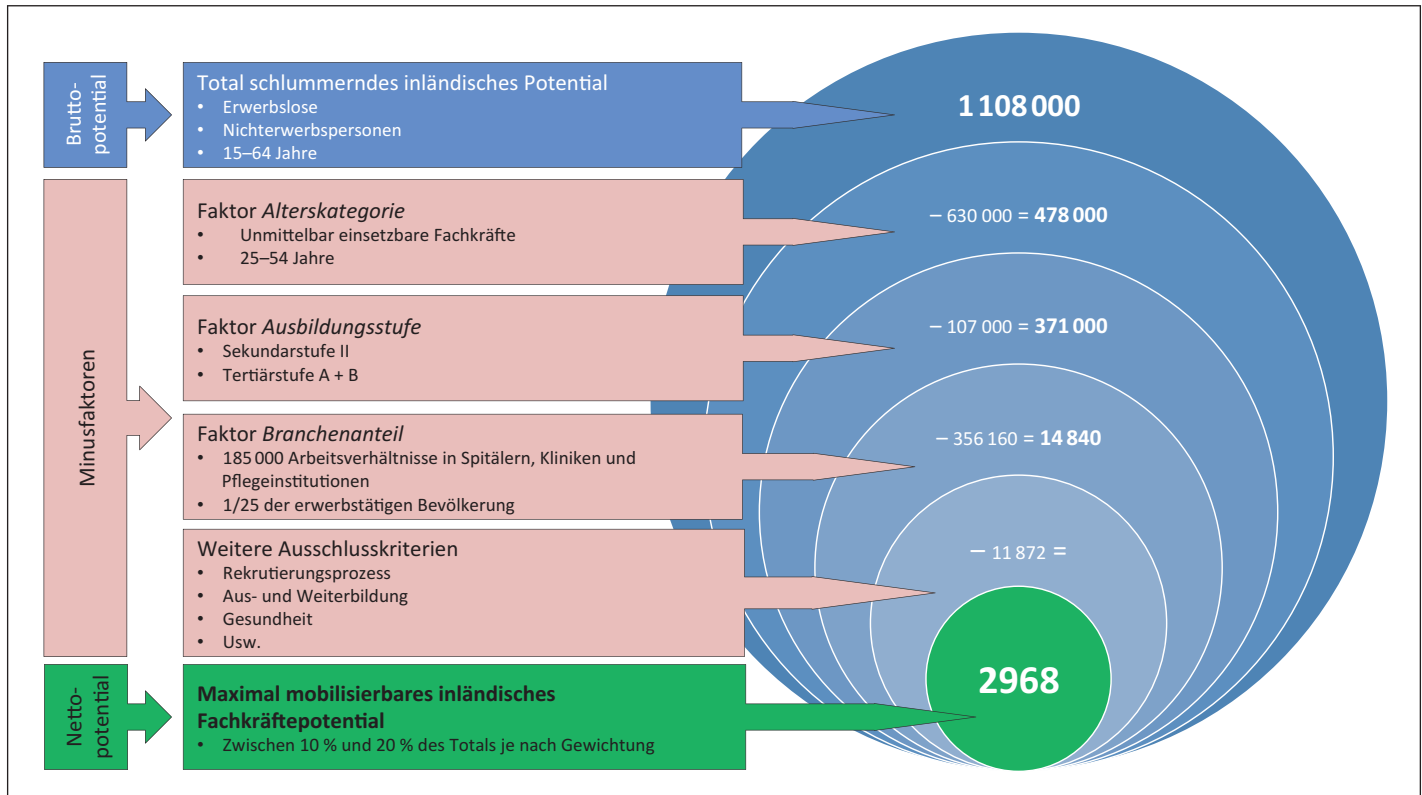 Brutto-
potential
Total schlummerndes inländisches Potential
• Erwerbslose
• Nichterwerbspersonen
• 15–64 Jahre
1 108 000
Minusfaktoren
Faktor Alterskategorie
• Unmittelbar einsetzbare Fachkräfte
• 25–54 Jahre
– 630 000 = 478 000
Faktor Ausbildungsstufe
• Sekundarstufe II
• Tertiärstufe A + B
– 107 000 = 371 000
Faktor Branchenanteil
• 185 000 Arbeitsverhältnisse in Spitälern, Kliniken und
Pflegeinstitutionen
• 1/25 der erwerbstätigen Bevölkerung
– 356 160 = 14 840
Weitere Ausschlusskriterien
• Rekrutierungsprozess
• Aus- und Weiterbildung
• Gesundheit
• Usw.
– 11 872 =
Netto-
potential
Maximal mobilisierbares inländisches
Fachkräftepotential
• Zwischen 10 % und 20 % des Totals je nach Gewichtung
2968